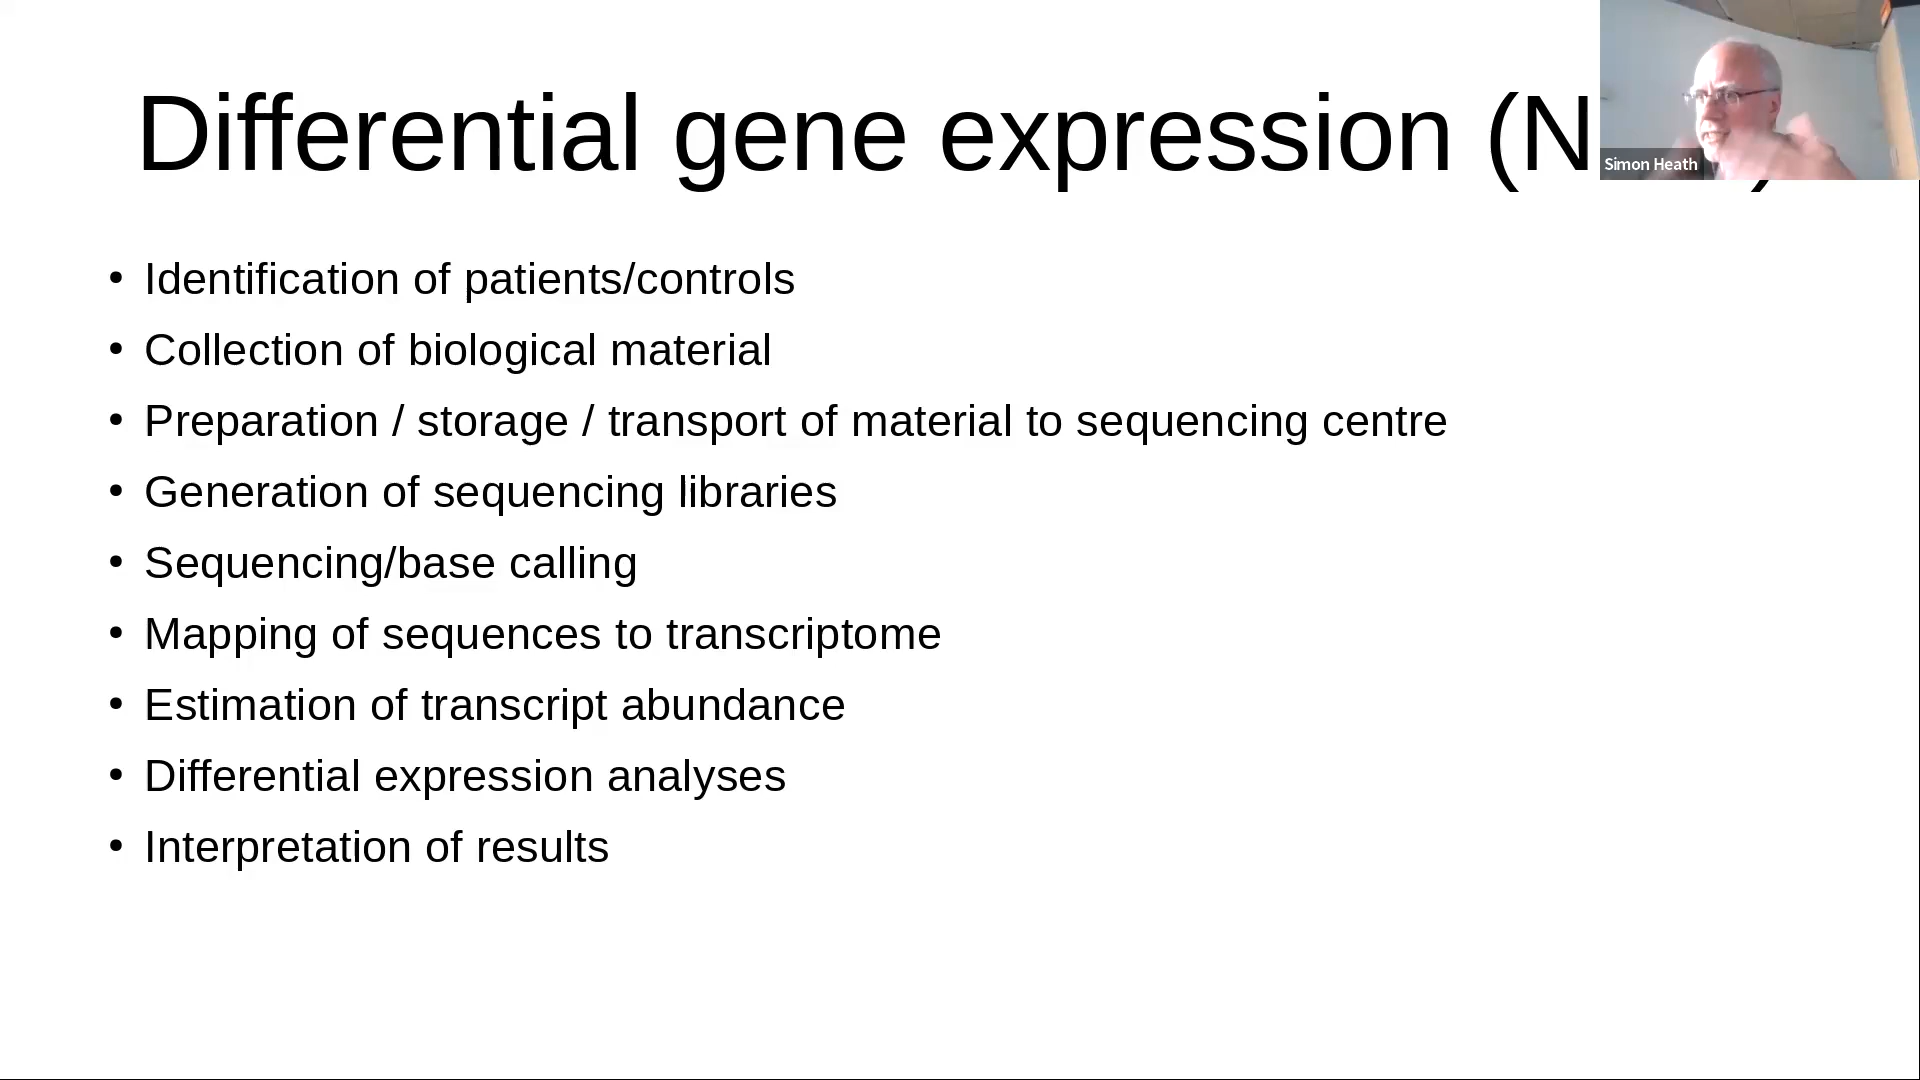 Differential gene expression (N
Simon Heath
• Identification of patients/controls
• Collection of biological material
• Preparation / storage / transport of material to sequencing centre
• Generation of sequencing libraries
• Sequencing/base calling
• Mapping of sequences to transcriptome
• Estimation of transcript abundance
• Differential expression analyses
• Interpretation of results